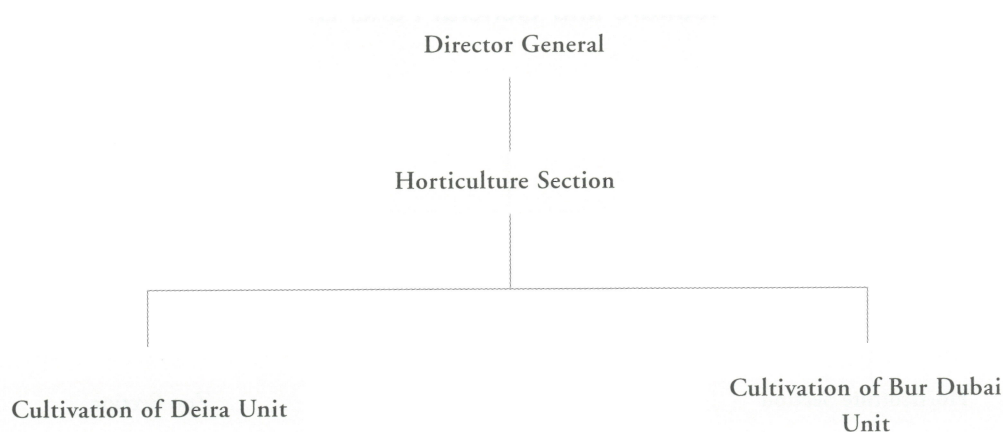 Director General
Horticulture Section
Cultivation of Deira Unit
Cultivation of Bur Dubai
Unit